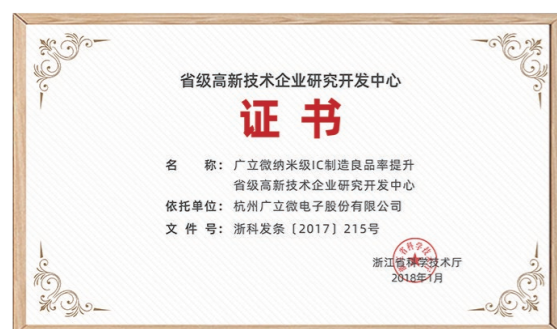 省级高新技术企业研究开发中心
证书
名 称：广立微纳米级IC制造良品率提升
省级高新技术企业研究开发中心
依托单位：杭州广立微电子股份有限公司
文 件 号：浙科发条〔2017〕215号
浙江省科学技术厅
2018年1月